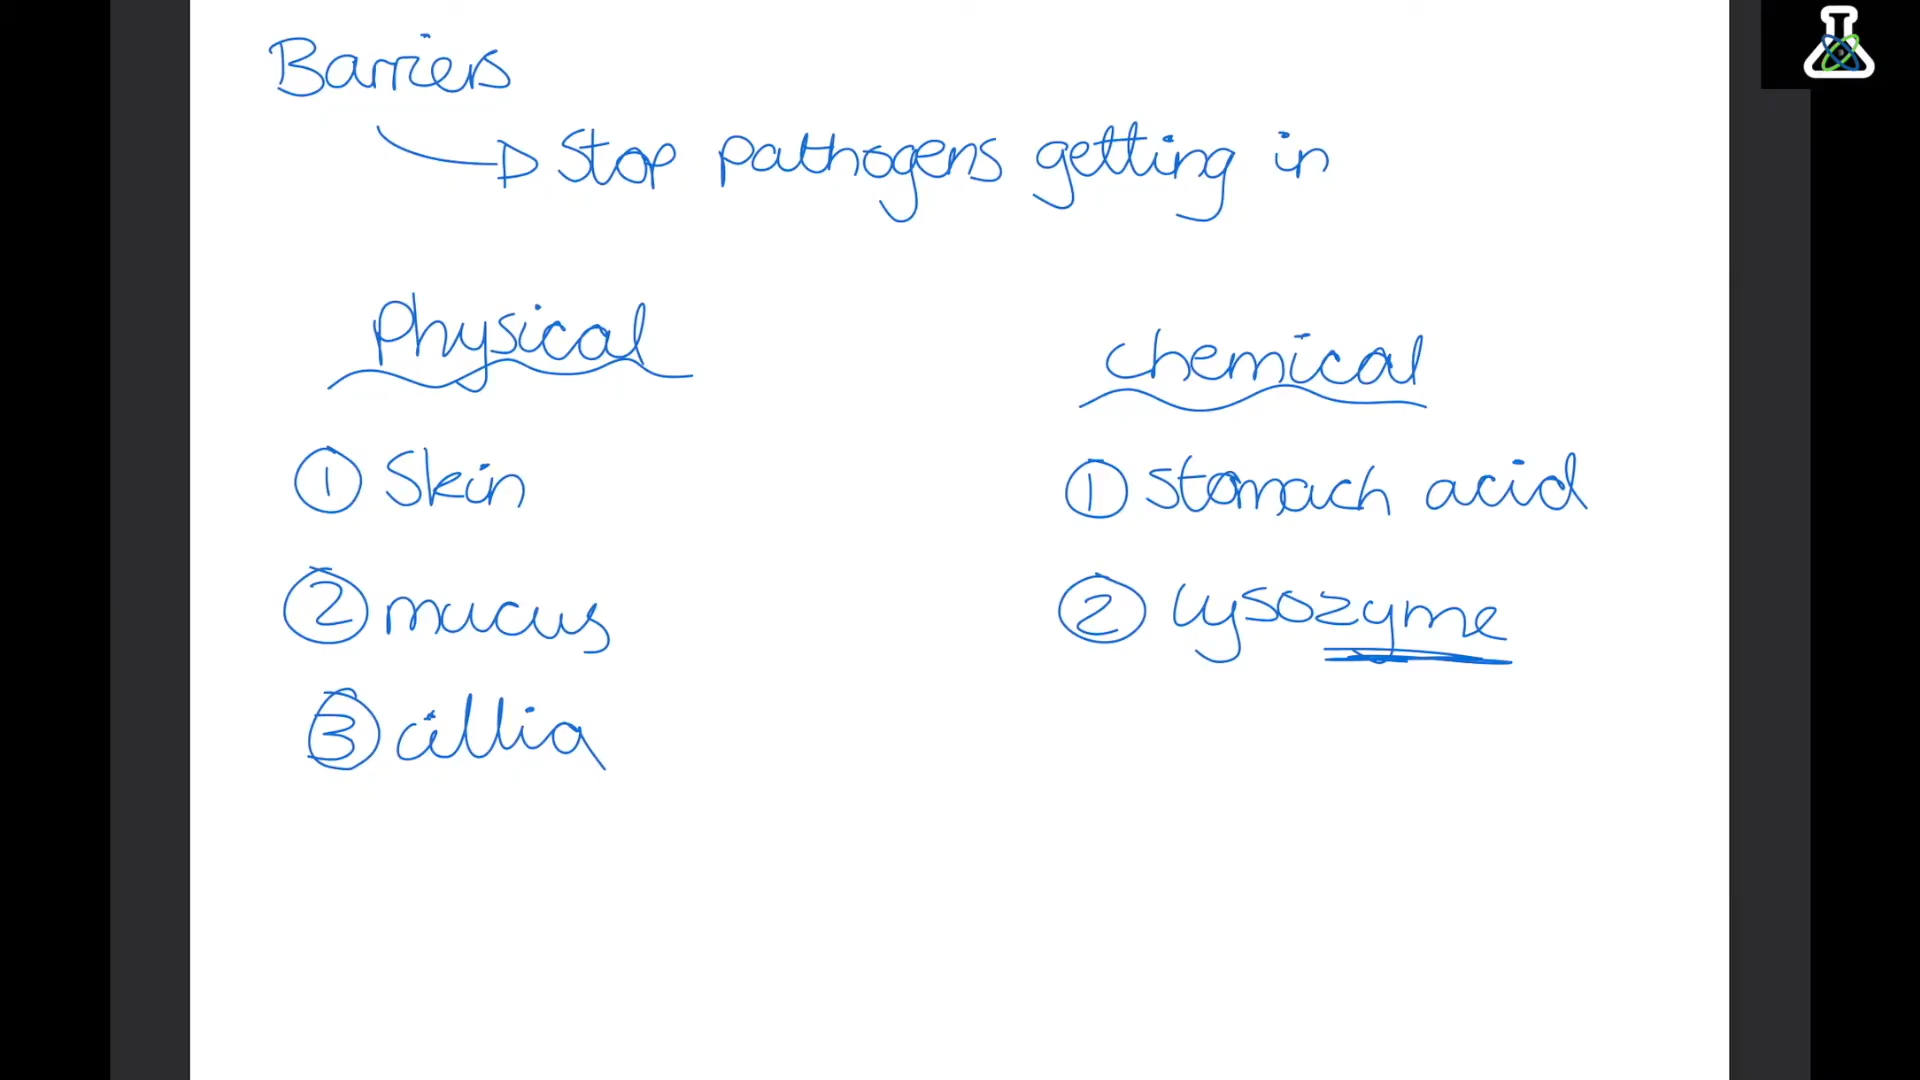 Barriers
Stop pathogens getting in
Physical
chemical
① Skin
① stomach acid
② mucus
② lysozyme
③ cillia